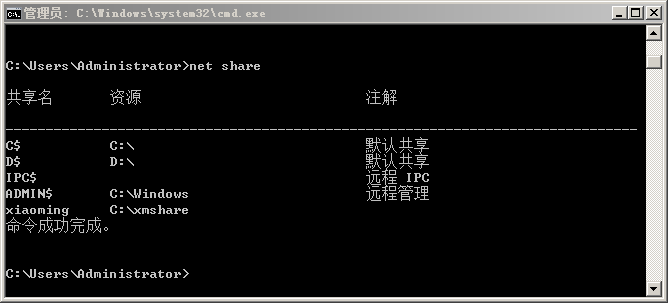 管理员: C:\Windows\system32\cmd.exe
C:\Users\Administrator>net share
共享名 资源 注解
-------------------------------------------------------------------------------
C$ C:\ 默认共享
D$ D:\ 默认共享
IPC$ 远程 IPC
ADMIN$ C:\Windows 远程管理
xiaoming C:\xmshare
命令成功完成。
C:\Users\Administrator>